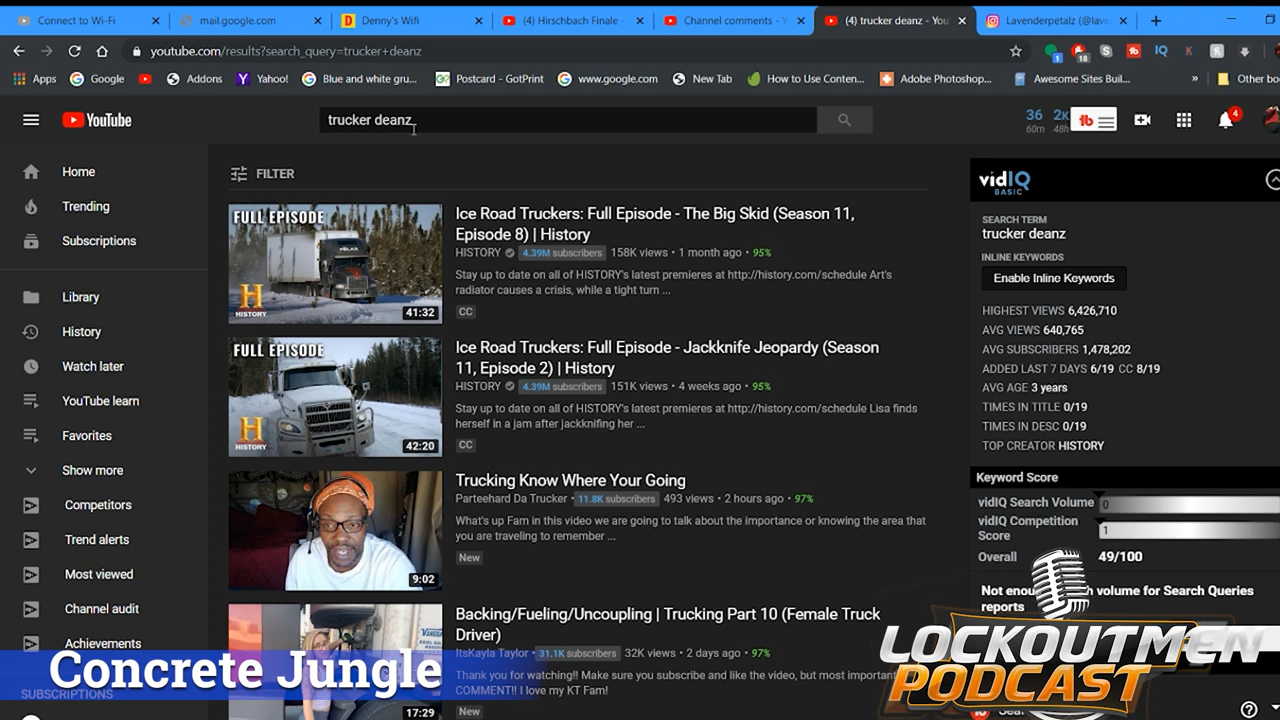 Connect to Wi-Fi
mail.google.com
Denny's Wifi
(4) Hirschbach Finale -
Channel comments - Y
(4) trucker deanz - You
Lavenderpetalz (@lave
youtube.com/results?search_query=trucker+deanz
1
18
IQ
K
Apps
Google
Addons
Yahoo!
Blue and white gru...
Postcard - GotPrint
www.google.com
New Tab
How to Use Conten...
Adobe Photoshop...
Awesome Sites Buil...
»
Other bo
YouTube
trucker deanz
36
60m
2K
48h
4
Home
Trending
Subscriptions
Library
History
Watch later
YouTube learn
Favorites
Show more
Competitors
Trend alerts
Most viewed
Channel audit
Achievements
SUBSCRIPTIONS
FILTER
FULL EPISODE
H
HISTORY
41:32
Ice Road Truckers: Full Episode - The Big Skid (Season 11,
Episode 8) | History
HISTORY 4.39M subscribers 158K views • 1 month ago • 95%
Stay up to date on all of HISTORY's latest premieres at http://history.com/schedule Art's
radiator causes a crisis, while a tight turn ...
CC
FULL EPISODE
H
HISTORY
42:20
Ice Road Truckers: Full Episode - Jackknife Jeopardy (Season
11, Episode 2) | History
HISTORY 4.39M subscribers 151K views • 4 weeks ago • 95%
Stay up to date on all of HISTORY's latest premieres at http://history.com/schedule Lisa finds
herself in a jam after jackknifing her ...
CC
9:02
Trucking Know Where Your Going
Parteehard Da Trucker • 11.8K subscribers 493 views • 2 hours ago • 97%
What's up Fam in this video we are going to talk about the importance or knowing the area that
you are traveling to remember ...
New
17:29
Backing/Fueling/Uncoupling | Trucking Part 10 (Female Truck
Driver)
ItsKayla Taylor • 31.1K subscribers 32K views • 2 days ago • 97%
Thank you for watching!! Make sure you subscribe and like the video, but most important
COMMENT!! I love my KT Fam!
New
vidIQ
BASIC
SEARCH TERM
trucker deanz
INLINE KEYWORDS
Enable Inline Keywords
HIGHEST VIEWS 6,426,710
AVG VIEWS 640,765
AVG SUBSCRIBERS 1,478,202
ADDED LAST 7 DAYS 6/19 CC 8/19
AVG AGE 3 years
TIMES IN TITLE 0/19
TIMES IN DESC 0/19
TOP CREATOR HISTORY
Keyword Score
vidIQ Search Volume 0
vidIQ Competition
Score
1
Overall 49/100
Not enou h volume for Search Queries
reports
Concrete Jungle
LOCKOUTMEN
PODCAST